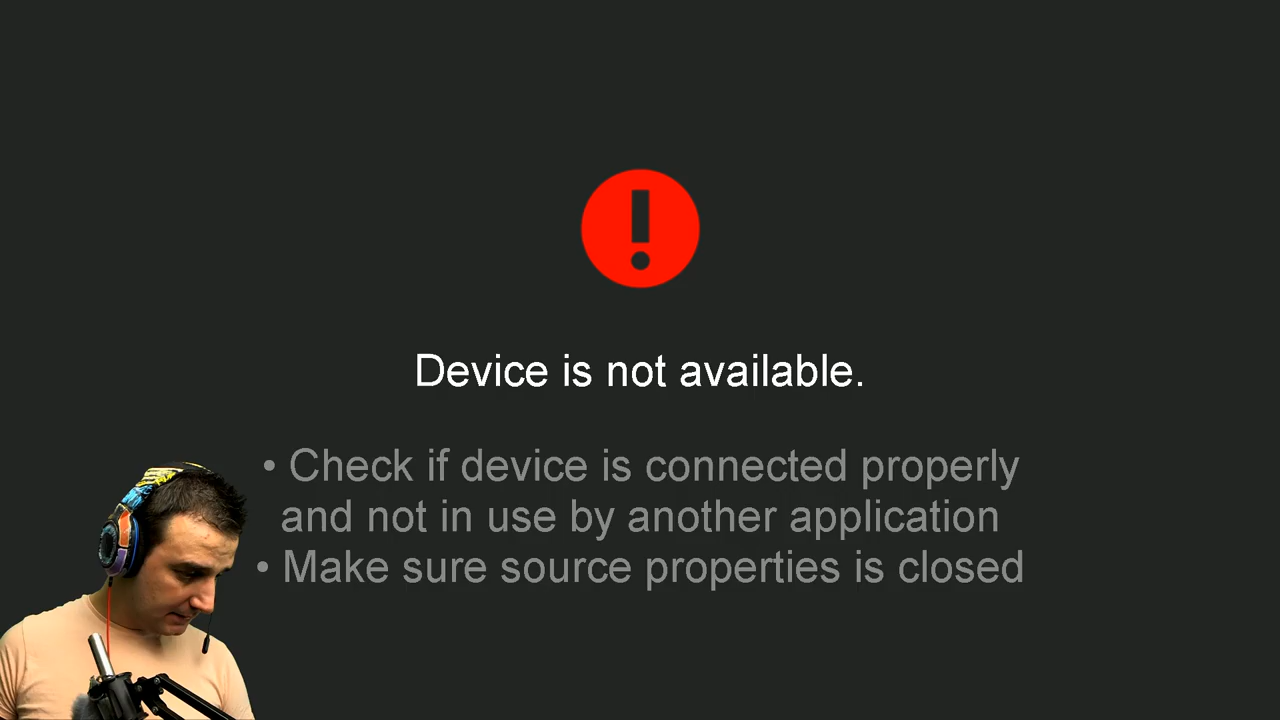 Device is not available.
• Check if device is connected properly
and not in use by another application
• Make sure source properties is closed